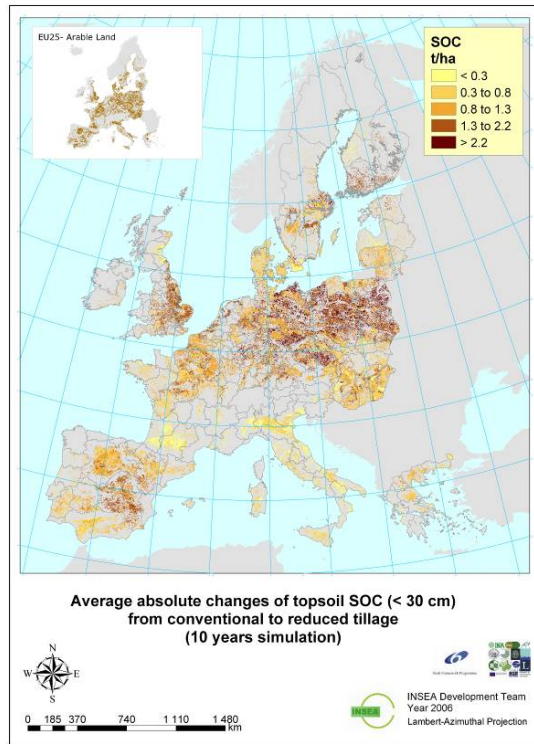 EU25- Arable Land
SOC
t/ha
< 0.3
0.3 to 0.8
0.8 to 1.3
1.3 to 2.2
> 2.2
Average absolute changes of topsoil SOC (< 30 cm)
from conventional to reduced tillage
(10 years simulation)
N
W
E
S
INSEA
INSEA Development Team
Year 2006
Lambert-Azimuthal Projection
0 185 370 740 1 110 1 480
km